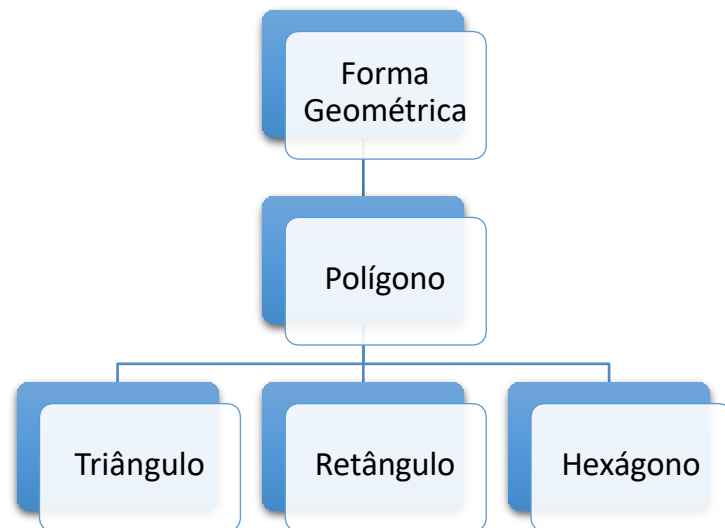 Forma
Geométrica
Polígono
Triângulo
Retângulo
Hexágono